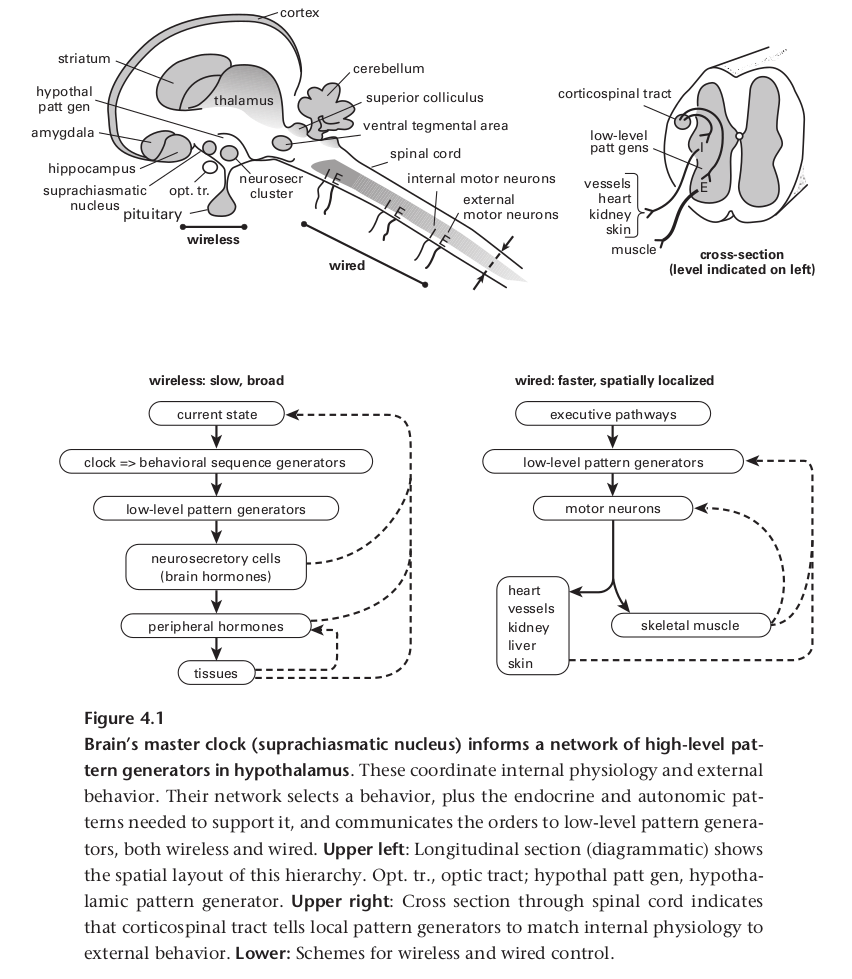 cortex
striatum
hypothal
patt gen
amygdala
hippocampus
suprachiasmatic
nucleus
opt. tr.
pituitary
thalamus
neurosecr
cluster
cerebellum
superior colliculus
ventral tegmental area
spinal cord
internal motor neurons
external
motor neurons
I E
I E
I E
wireless
wired
corticospinal tract
low-level
patt gens
I
E
vessels
heart
kidney
skin
muscle
cross-section
(level indicated on left)
wireless: slow, broad
current state
clock => behavioral sequence generators
low-level pattern generators
neurosecretory cells
(brain hormones)
peripheral hormones
tissues
wired: faster, spatially localized
executive pathways
low-level pattern generators
motor neurons
heart
vessels
kidney
liver
skin
skeletal muscle
Figure 4.1
Brain’s master clock (suprachiasmatic nucleus) informs a network of high-level pat-
tern generators in hypothalamus. These coordinate internal physiology and external
behavior. Their network selects a behavior, plus the endocrine and autonomic pat-
terns needed to support it, and communicates the orders to low-level pattern genera-
tors, both wireless and wired. Upper left: Longitudinal section (diagrammatic) shows
the spatial layout of this hierarchy. Opt. tr., optic tract; hypothal patt gen, hypotha-
lamic pattern generator. Upper right: Cross section through spinal cord indicates
that corticospinal tract tells local pattern generators to match internal physiology to
external behavior. Lower: Schemes for wireless and wired control.